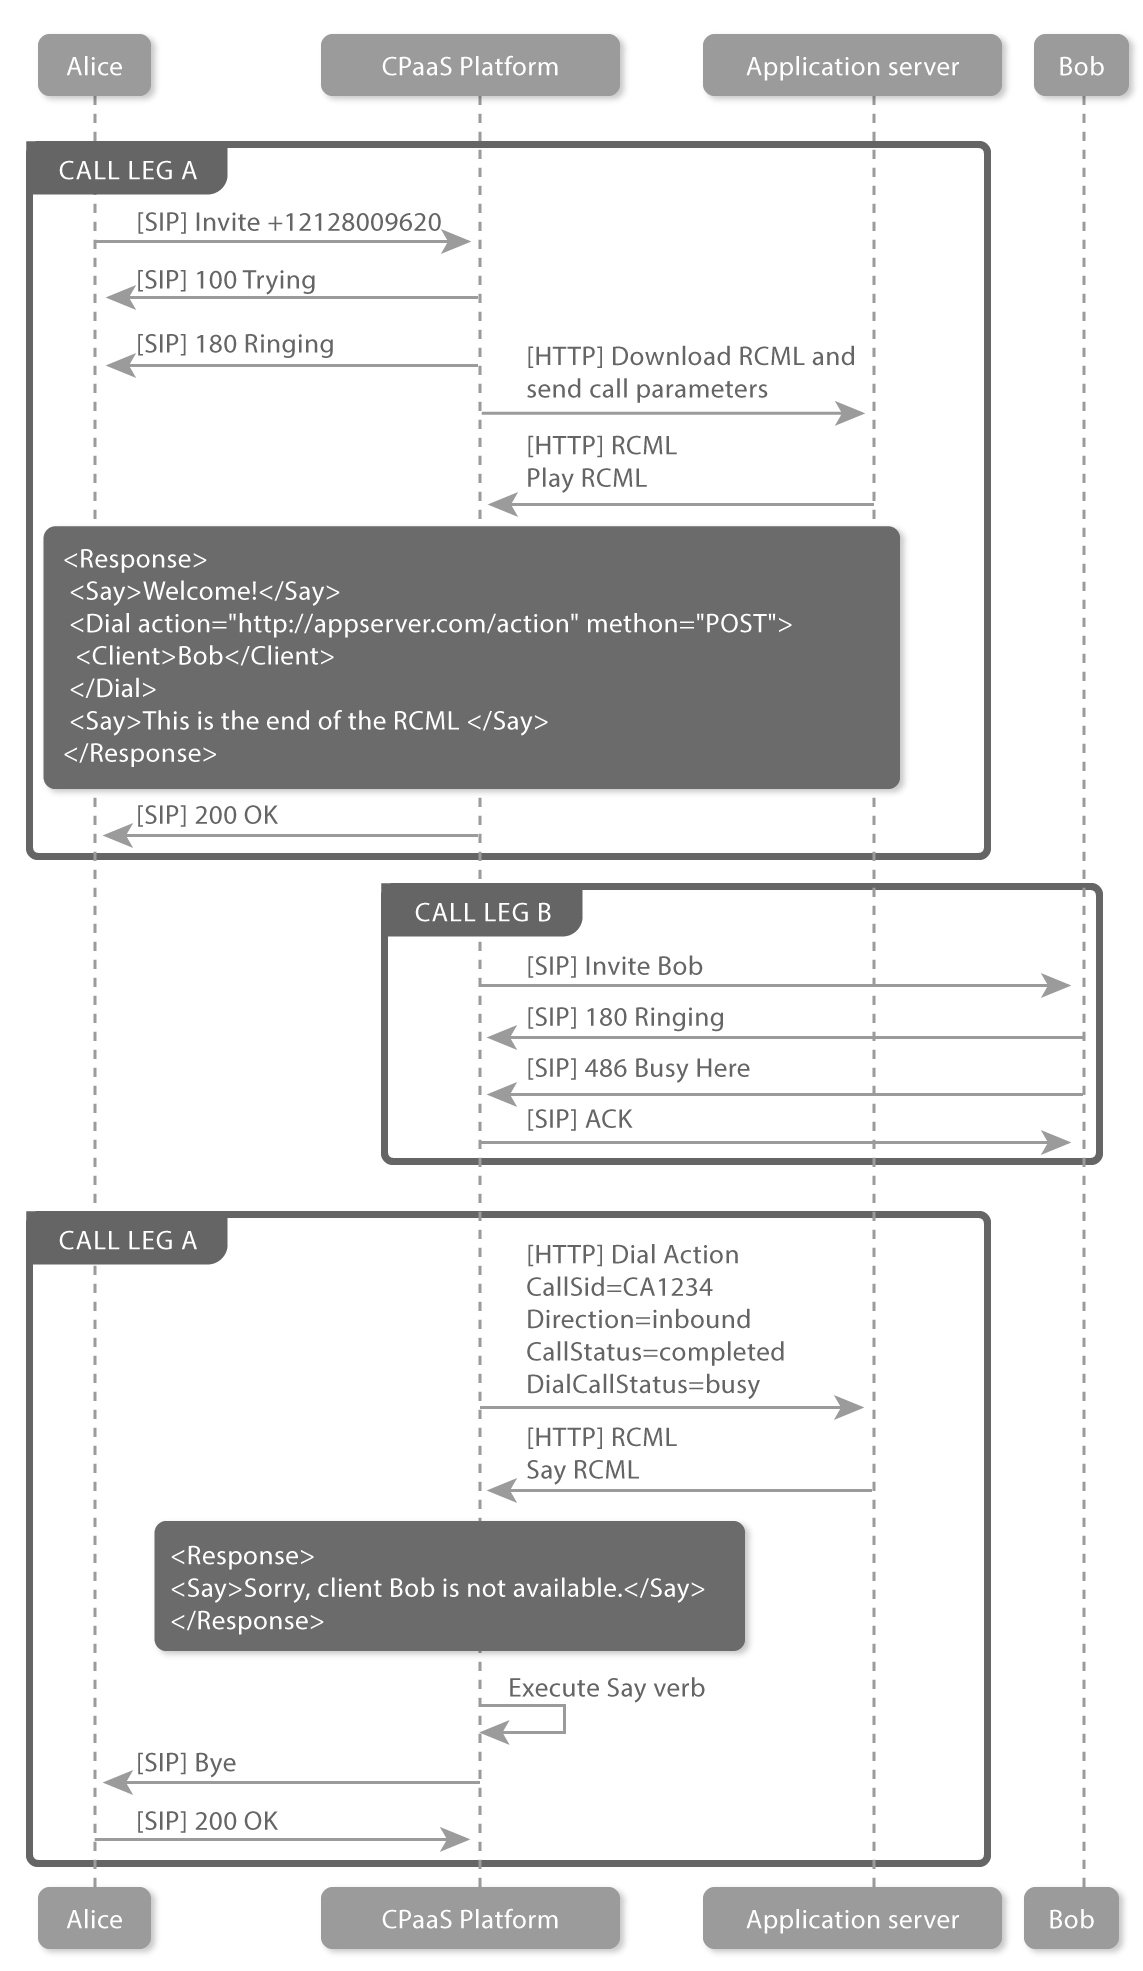 Alice
CPaaS Platform
Application server
Bob
CALL LEG A
[SIP] Invite +12128009620
[SIP] 100 Trying
[SIP] 180 Ringing
[HTTP] Download RCML and
send call parameters
[HTTP] RCML
Play RCML
<Response>
<Say>Welcome!</Say>
<Dial action="http://appserver.com/action" methon="POST">
<Client>Bob</Client>
</Dial>
<Say>This is the end of the RCML </Say>
</Response>
[SIP] 200 OK
CALL LEG B
[SIP] Invite Bob
[SIP] 180 Ringing
[SIP] 486 Busy Here
[SIP] ACK
CALL LEG A
[HTTP] Dial Action
CallSid=CA1234
Direction=inbound
CallStatus=completed
DialCallStatus=busy
[HTTP] RCML
Say RCML
<Response>
<Say>Sorry, client Bob is not available.</Say>
</Response>
Execute Say verb
[SIP] Bye
[SIP] 200 OK
Alice
CPaaS Platform
Application server
Bob